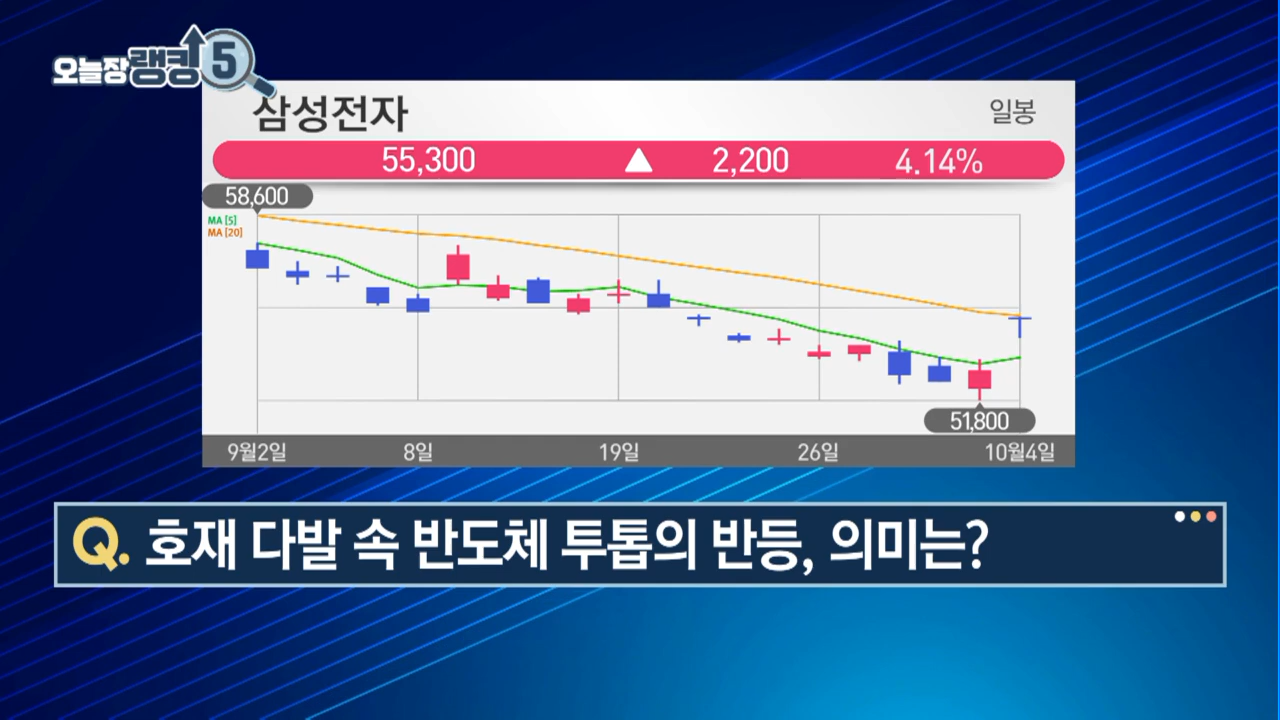 오늘장 랭킹 5
삼성전자
일봉
55,300 ▲ 2,200 4.14%
58,600
MA [5]
MA [20]
51,800
9월2일 8일 19일 26일 10월4일
Q. 호재 다발 속 반도체 투톱의 반등, 의미는?